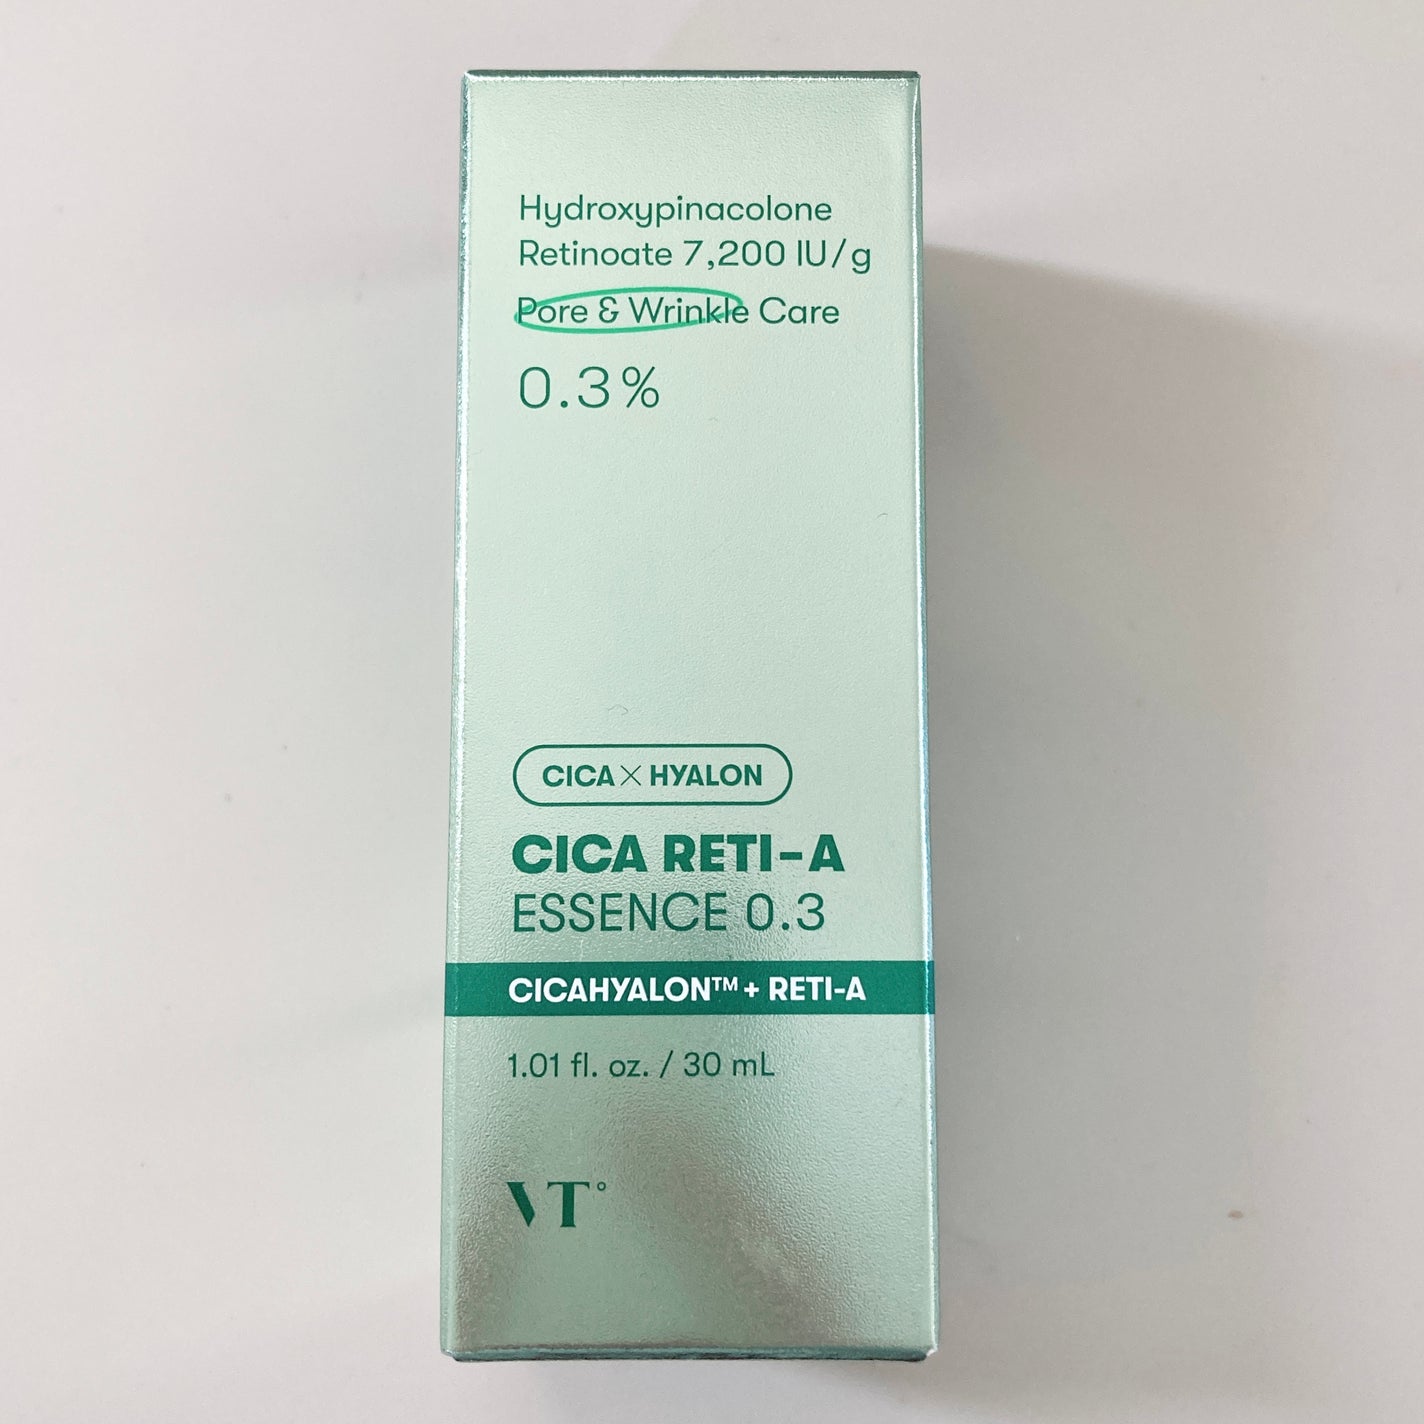 Hydroxypinacolone
Retinoate 7,200 IU/g
Pore & Wrinkle Care
0.3%
CICA×HYALON
CICA RETI-A
ESSENCE 0.3
CICAHYALON™ + RETI-A
1.01 fl. oz. / 30 mL
VT°